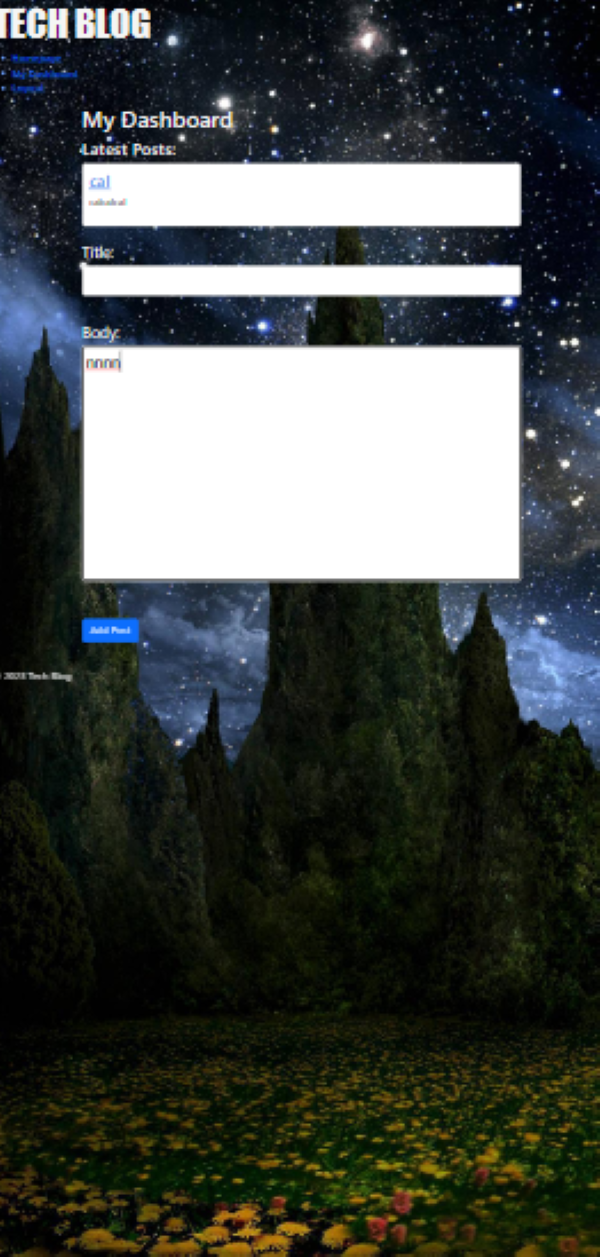 TECH BLOG
Homepage
My Dashboard
Logout
My Dashboard
Latest Posts:
cal
Title:
Body:
nnnn
Add Post
2023 Tech Blog